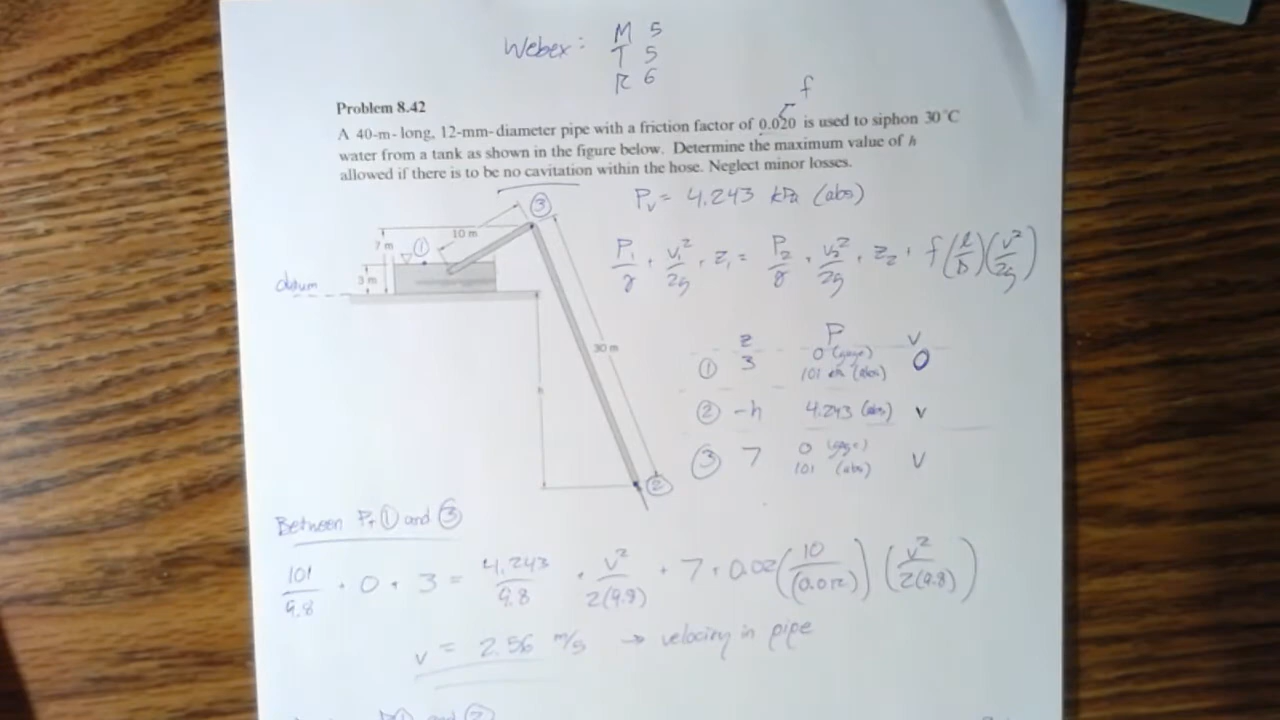 Webex: M 5
T 5
R 6
f
Problem 8.42
A 40-m-long, 12-mm-diameter pipe with a friction factor of 0.020 is used to siphon 30°C
water from a tank as shown in the figure below. Determine the maximum value of h
allowed if there is to be no cavitation within the hose. Neglect minor losses.
Pv = 4.243 kPa (abs)
③
10 m
7 m
①
3 m
datum
30 m
h
②
P1/γ + v1²/2g + z1 = P2/γ + v2²/2g + z2 + f(l/D)(v²/2g)
z P v
① 3 0 (gage) 0
101 kPa (abs)
② -h 4.243 (abs) v
③ 7 0 (gage) v
101 (abs)
Between Pt ① and ③
101/9.8 + 0 + 3 = 4.243/9.8 + v²/2(9.8) + 7 + 0.02(10/(0.012))(v²/2(9.8))
v = 2.56 m/s → velocity in pipe